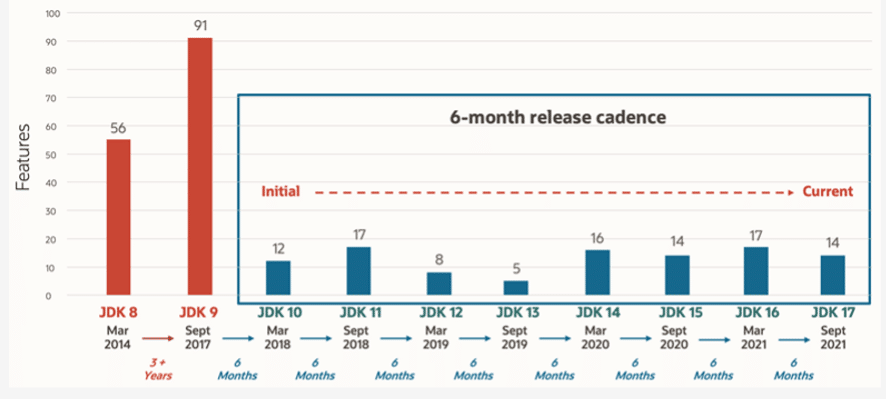 100
90
80
70
60
50
40
30
20
10
0
Features
56
91
6-month release cadence
Initial
Current
12
17
8
5
16
14
17
14
JDK 8
JDK 9
JDK 10
JDK 11
JDK 12
JDK 13
JDK 14
JDK 15
JDK 16
JDK 17
Mar
2014
Sept
2017
Mar
2018
Sept
2018
Mar
2019
Sept
2019
Mar
2020
Sept
2020
Mar
2021
Sept
2021
3 +
Years
6
Months
6
Months
6
Months
6
Months
6
Months
6
Months
6
Months
6
Months